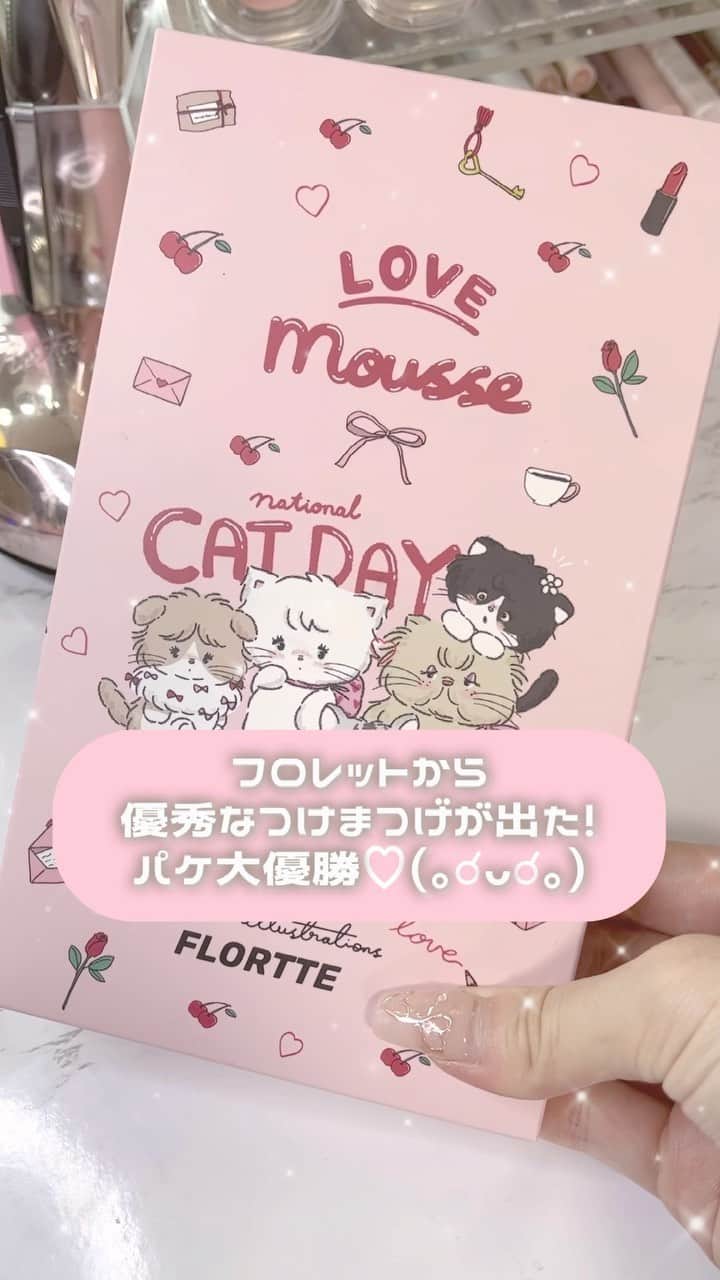 LOVE
mousse
national
CAT DAY
フロレットから
優秀なつけまつげが出た!
パケ大優勝♡(｡☌ᴗ☌｡)
illustrations
love
FLORTTE